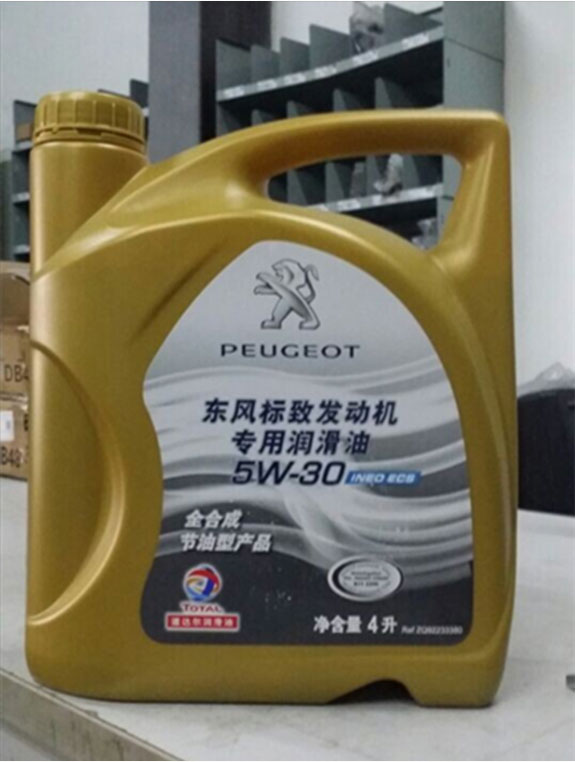 PEUGEOT
东风标致发动机
专用润滑油
5W-30 INEO ECS
全合成
节油型产品
TOTAL
道达尔润滑油
净含量 4升